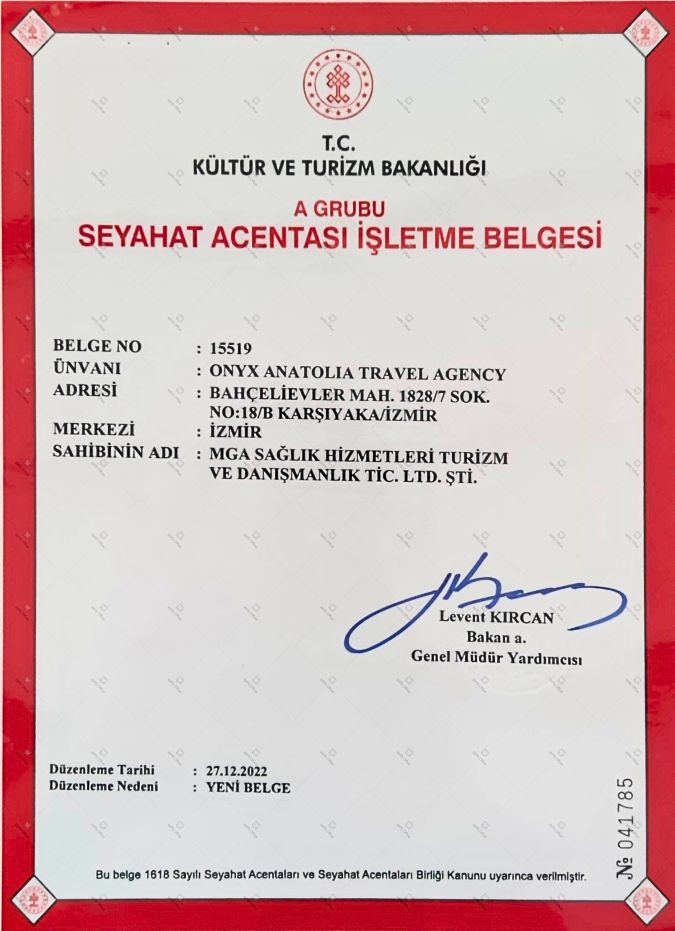 T.C.
KÜLTÜR VE TURİZM BAKANLIĞI
A GRUBU
SEYAHAT ACENTASI İŞLETME BELGESİ
BELGE NO : 15519
ÜNVANI : ONYX ANATOLIA TRAVEL AGENCY
ADRESİ : BAHÇELİEVLER MAH. 1828/7 SOK.
NO:18/B KARŞIYAKA/İZMİR
MERKEZİ : İZMİR
SAHİBİNİN ADI : MGA SAĞLIK HİZMETLERİ TURİZM
VE DANIŞMANLIK TİC. LTD. ŞTİ.
Levent KIRCAN
Bakan a.
Genel Müdür Yardımcısı
Düzenleme Tarihi : 27.12.2022
Düzenleme Nedeni : YENİ BELGE
№ 041785
Bu belge 1618 Sayılı Seyahat Acentaları ve Seyahat Acentaları Birliği Kanunu uyarınca verilmiştir.